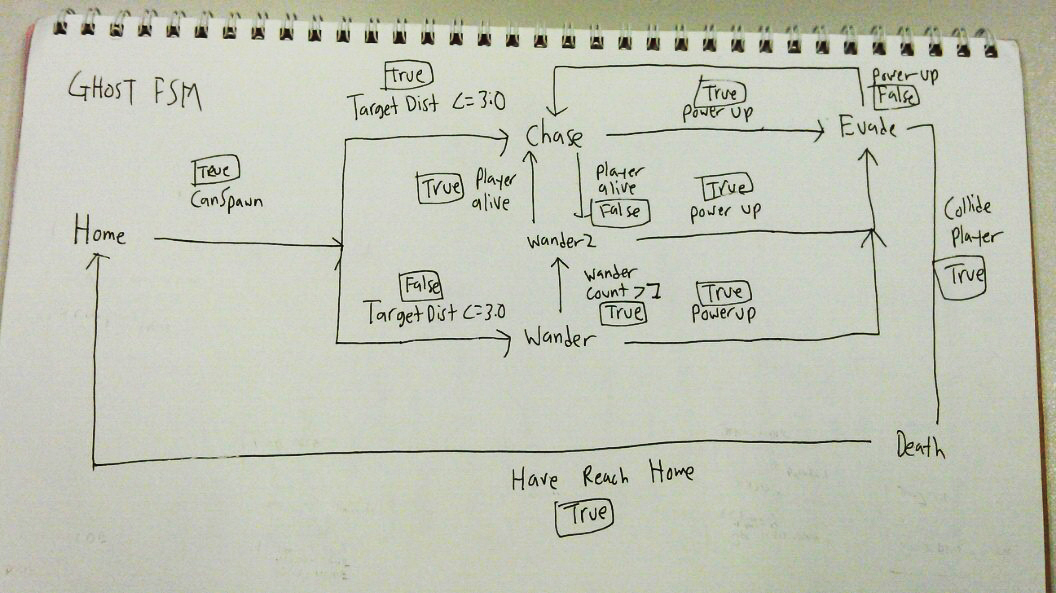 GHOST FSM
True
Target Dist <= 3.0
True
CanSpawn
Home
Chase
True
Power up
Power up
False
Evade
True
Player
alive
Player
alive
False
True
Power up
Collide
Player
True
Wander2
False
Target Dist <= 3.0
Wander
Count > 1
True
True
Powerup
Wander
Death
Have Reach Home
True